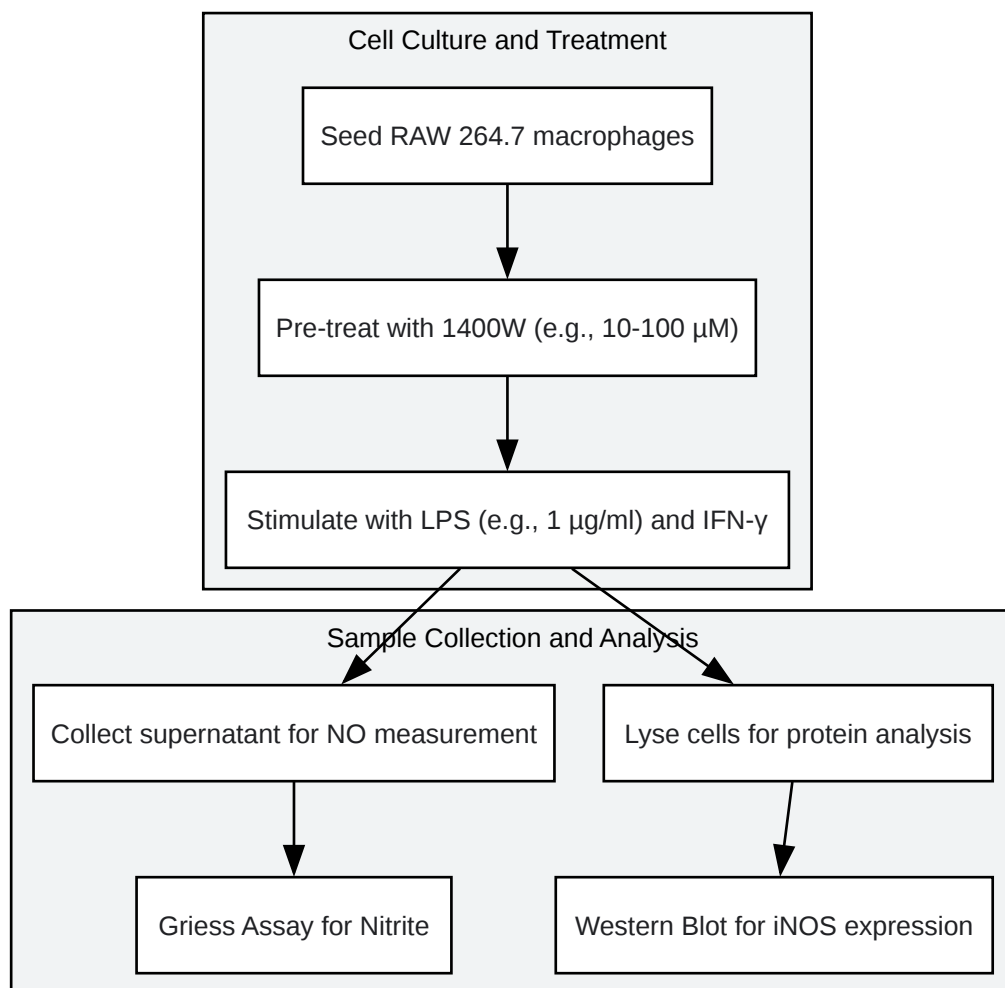 Cell Culture and Treatment
Seed RAW 264.7 macrophages
Pre-treat with 1400W (e.g., 10-100 µM)
Stimulate with LPS (e.g., 1 µg/ml) and IFN-γ
Sample Collection and Analysis
Collect supernatant for NO measurement
Lyse cells for protein analysis
Griess Assay for Nitrite
Western Blot for iNOS expression